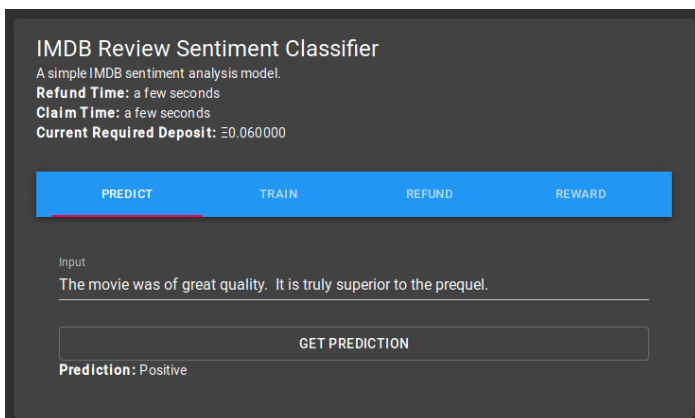 IMDB Review Sentiment Classifier
A simple IMDB sentiment analysis model.
Refund Time: a few seconds
Claim Time: a few seconds
Current Required Deposit: Ξ0.060000
PREDICT TRAIN REFUND REWARD
Input
The movie was of great quality.  It is truly superior to the prequel.
GET PREDICTION
Prediction: Positive